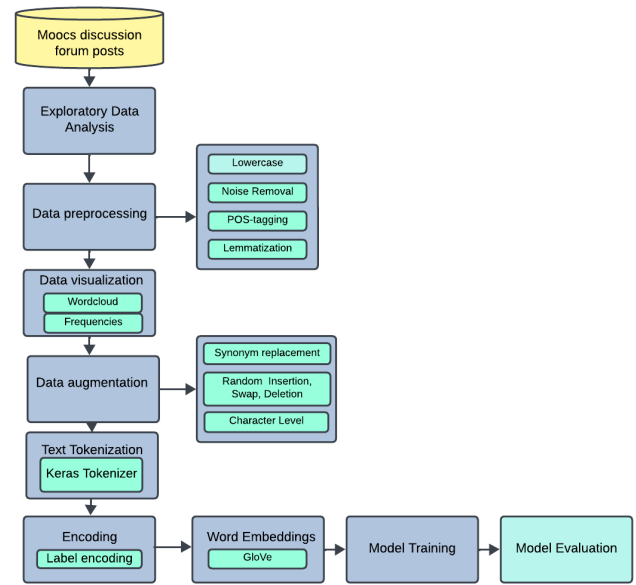 Moocs discussion
forum posts
Exploratory Data
Analysis
Data preprocessing
Lowercase
Noise Removal
POS-tagging
Lemmatization
Data visualization
Wordcloud
Frequencies
Data augmentation
Synonym replacement
Random Insertion,
Swap, Deletion
Character Level
Text Tokenization
Keras Tokenizer
Encoding
Label encoding
Word Embeddings
GloVe
Model Training
Model Evaluation